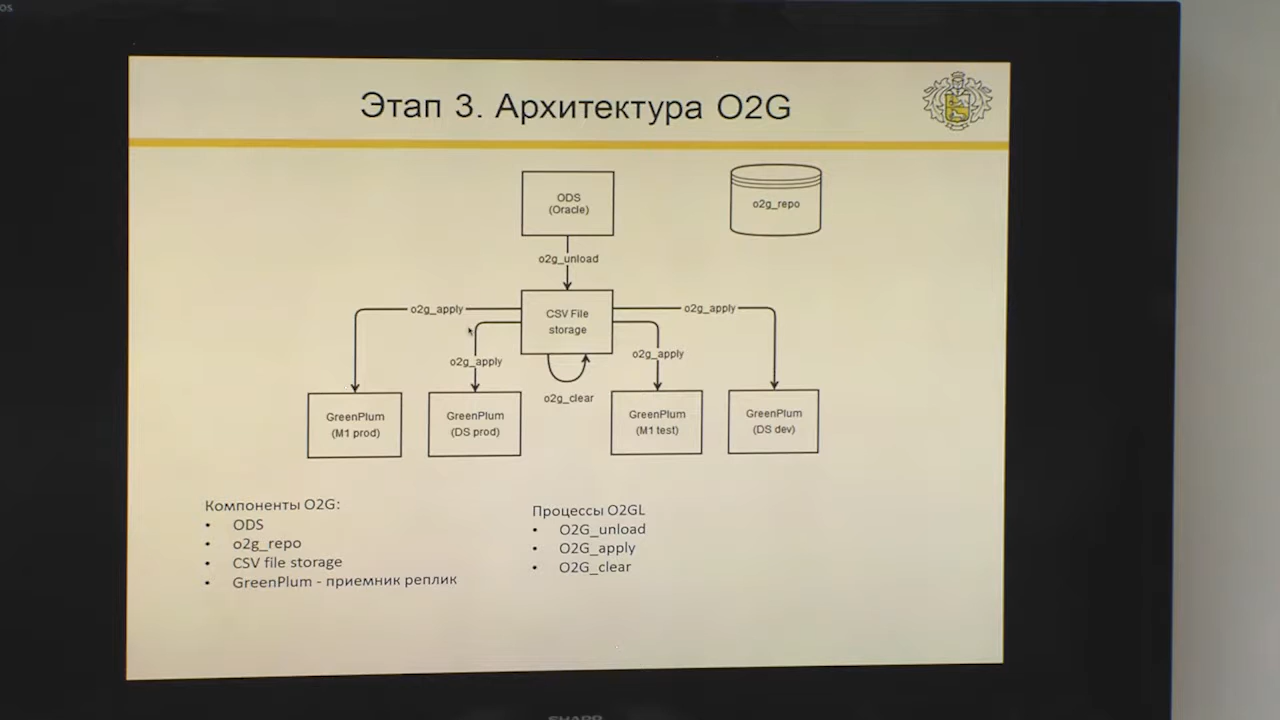 Этап 3. Архитектура O2G
ODS
(Oracle)
o2g_repo
o2g_unload
CSV File
storage
o2g_apply
o2g_apply
o2g_apply
o2g_apply
o2g_clear
GreenPlum
(M1 prod)
GreenPlum
(DS prod)
GreenPlum
(M1 test)
GreenPlum
(DS dev)
Компоненты O2G:
• ODS
• o2g_repo
• CSV file storage
• GreenPlum - приемник реплик
Процессы O2GL
• O2G_unload
• O2G_apply
• O2G_clear